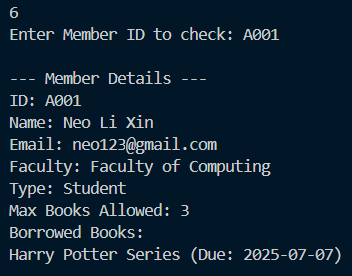 6
Enter Member ID to check: A001
--- Member Details ---
ID: A001
Name: Neo Li Xin
Email: neo123@gmail.com
Faculty: Faculty of Computing
Type: Student
Max Books Allowed: 3
Borrowed Books:
Harry Potter Series (Due: 2025-07-07)